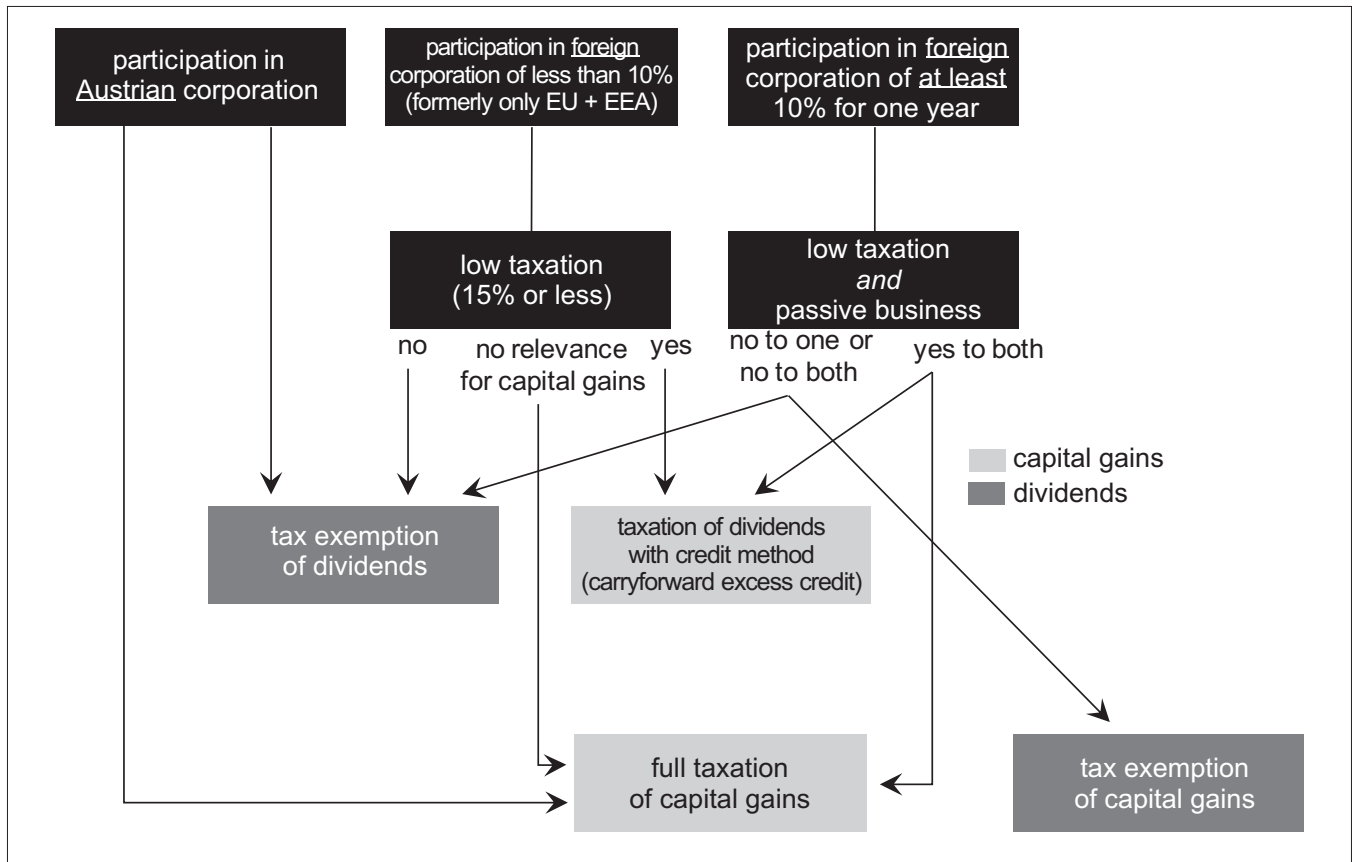 participation in
Austrian corporation
participation in foreign
corporation of less than 10%
(formerly only EU + EEA)
participation in foreign
corporation of at least
10% for one year
low taxation
(15% or less)
low taxation
and
passive business
no
no relevance
for capital gains
yes
no to one or
no to both
yes to both
capital gains
dividends
tax exemption
of dividends
taxation of dividends
with credit method
(carryforward excess credit)
full taxation
of capital gains
tax exemption
of capital gains